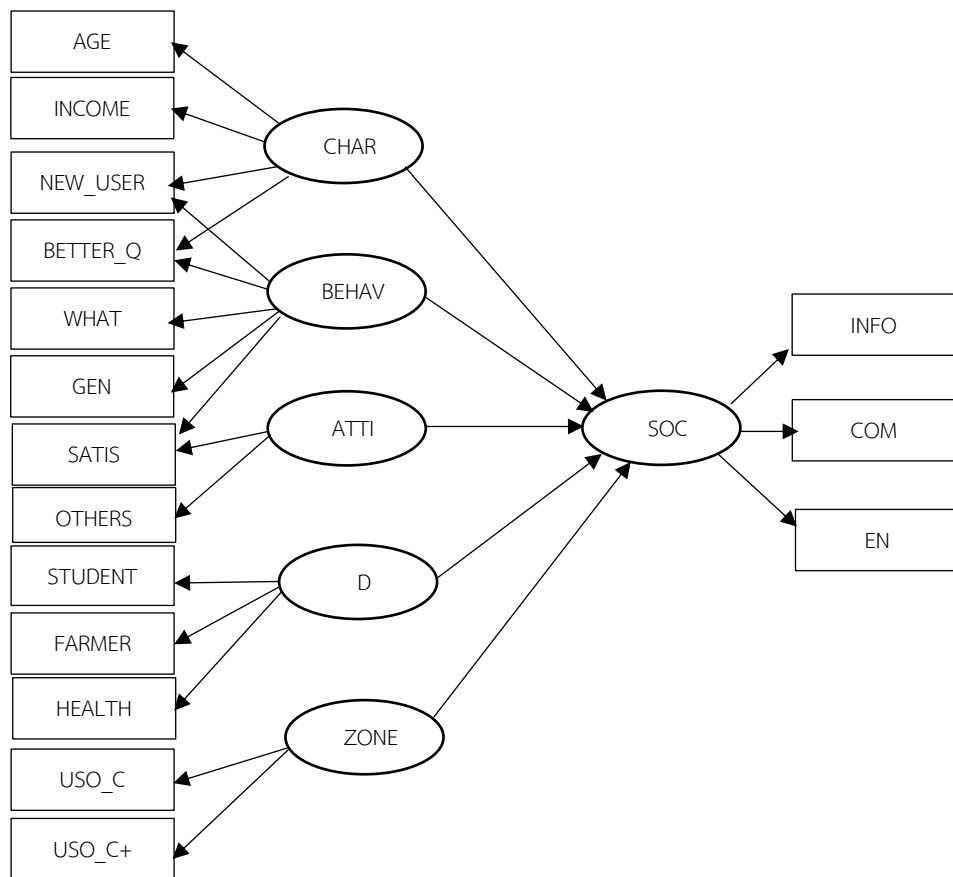 AGE
INCOME
NEW_USER
BETTER_Q
WHAT
GEN
SATIS
OTHERS
STUDENT
FARMER
HEALTH
USO_C
USO_C+
CHAR
BEHAV
ATTI
D
ZONE
SOC
INFO
COM
EN